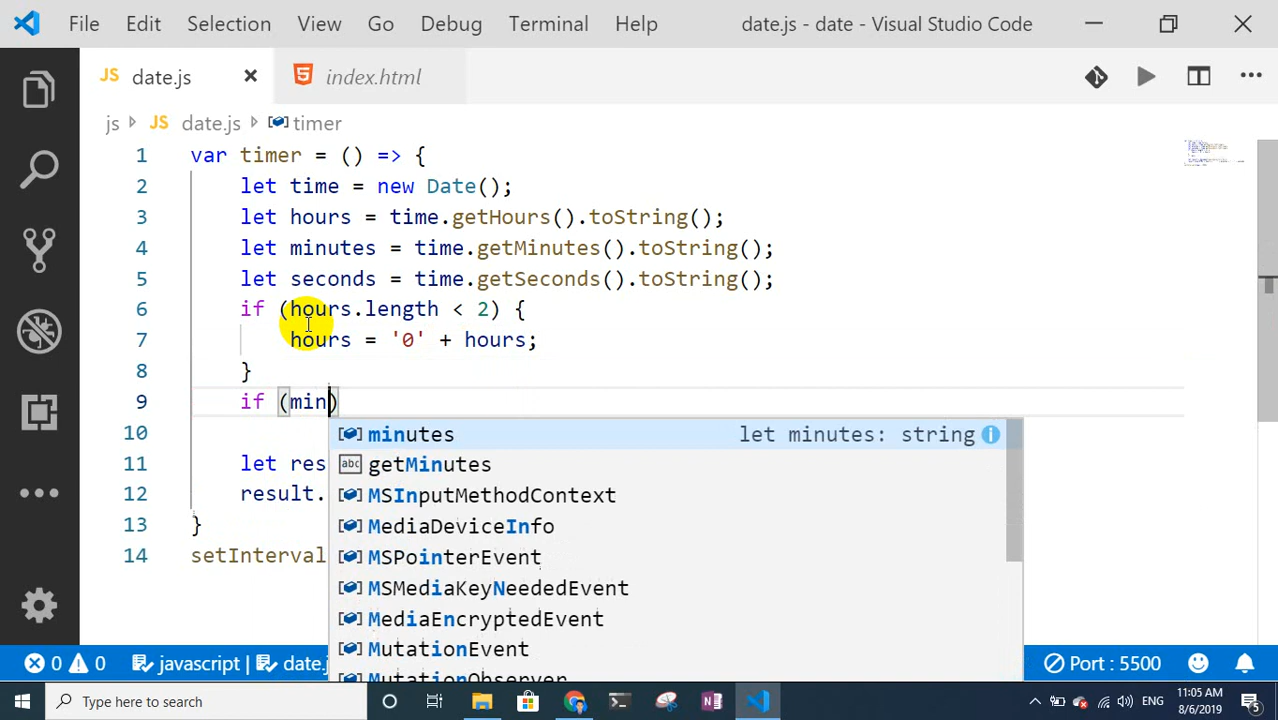 File Edit Selection View Go Debug Terminal Help date.js - date - Visual Studio Code
JS date.js index.html
js JS date.js timer
1 var timer = () => {
2 let time = new Date();
3 let hours = time.getHours().toString();
4 let minutes = time.getMinutes().toString();
5 let seconds = time.getSeconds().toString();
6 if (hours.length < 2) {
7 hours = '0' + hours;
8 }
9 if (min)
10 minutes let minutes: string
abc getMinutes
11 let res
MSInputMethodContext
12 result.
MediaDeviceInfo
13 }
MSPointerEvent
14 setInterval
MSMediaKeyNeededEvent
MediaEncryptedEvent
MutationEvent
MutationObserver
0 0 javascript date.j Port : 5500
Type here to search ENG 11:05 AM
8/6/2019 5